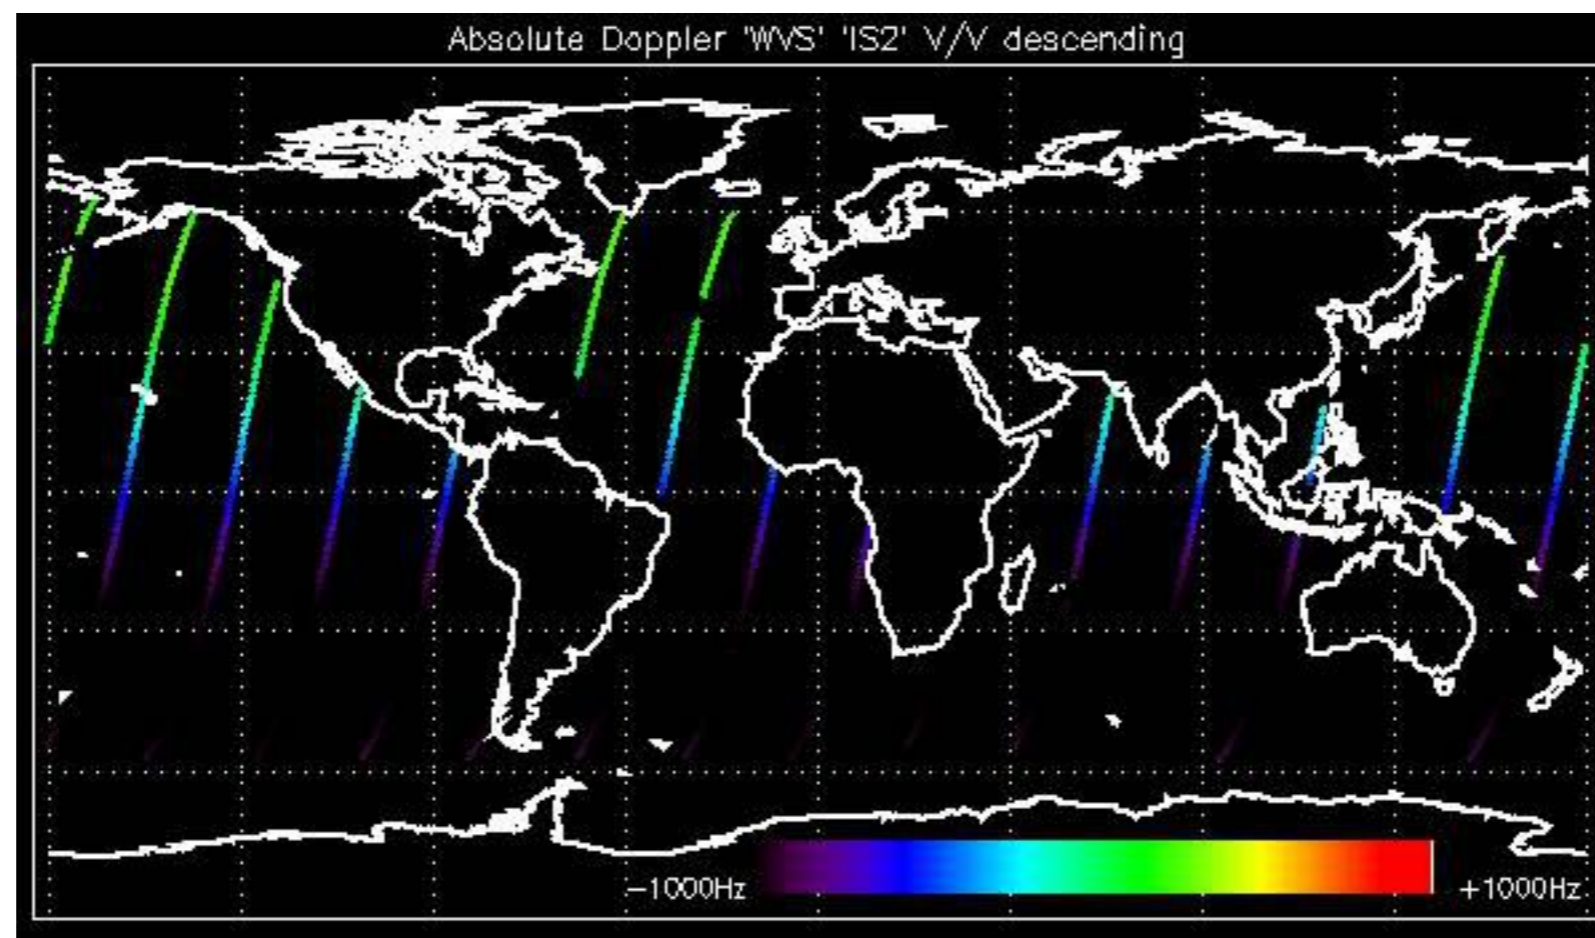 Absolute Doppler 'WVS' 'IS2' V/V descending
−1000Hz
+1000Hz